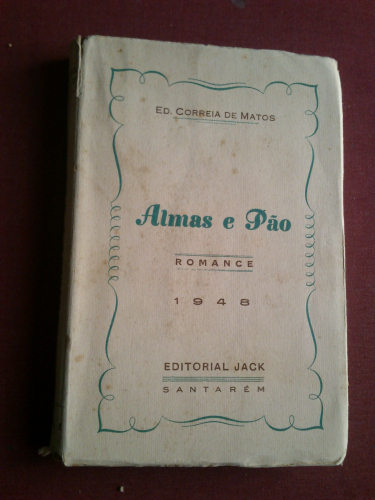 ED. CORREIA DE MATOS
Almas e Pão
ROMANCE
1948
EDITORIAL JACK
SANTARÉM